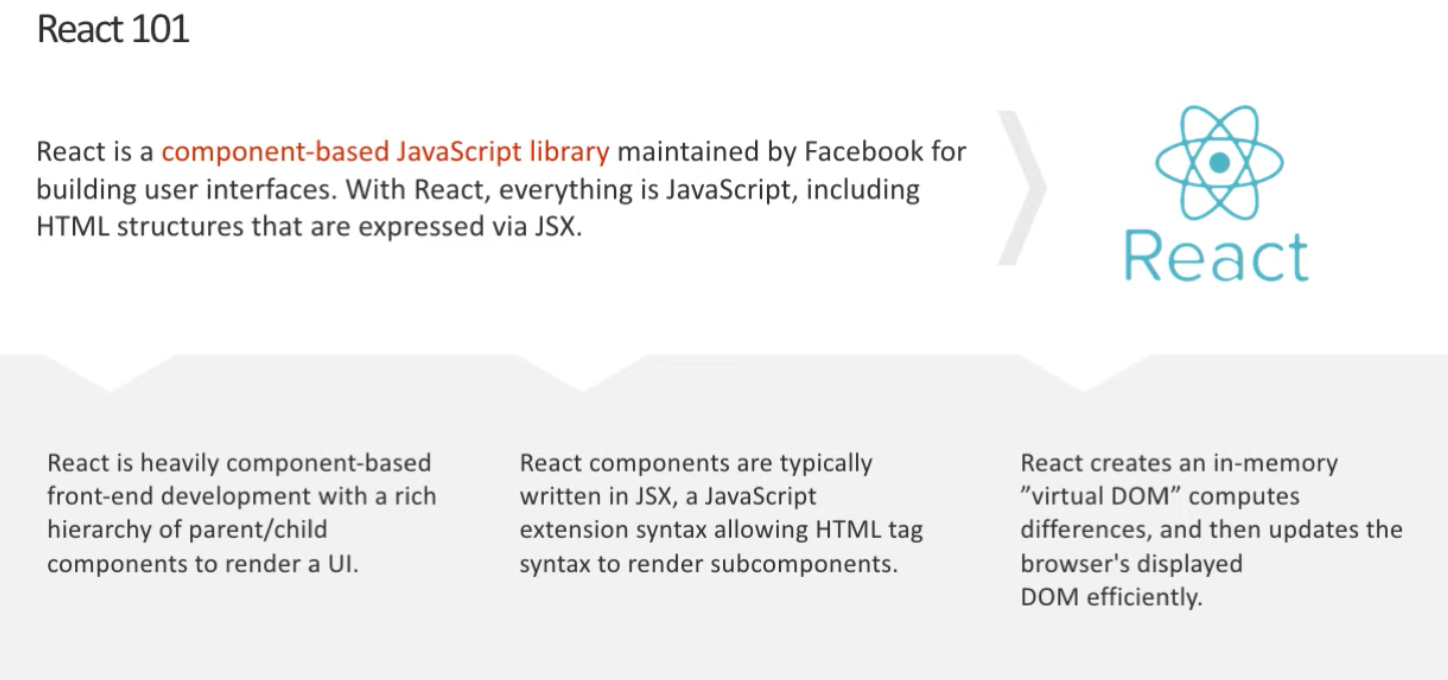 React 101
React is a component-based JavaScript library maintained by Facebook for
building user interfaces. With React, everything is JavaScript, including
HTML structures that are expressed via JSX.
React
React is heavily component-based
front-end development with a rich
hierarchy of parent/child
components to render a UI.
React components are typically
written in JSX, a JavaScript
extension syntax allowing HTML tag
syntax to render subcomponents.
React creates an in-memory
”virtual DOM” computes
differences, and then updates the
browser's displayed
DOM efficiently.